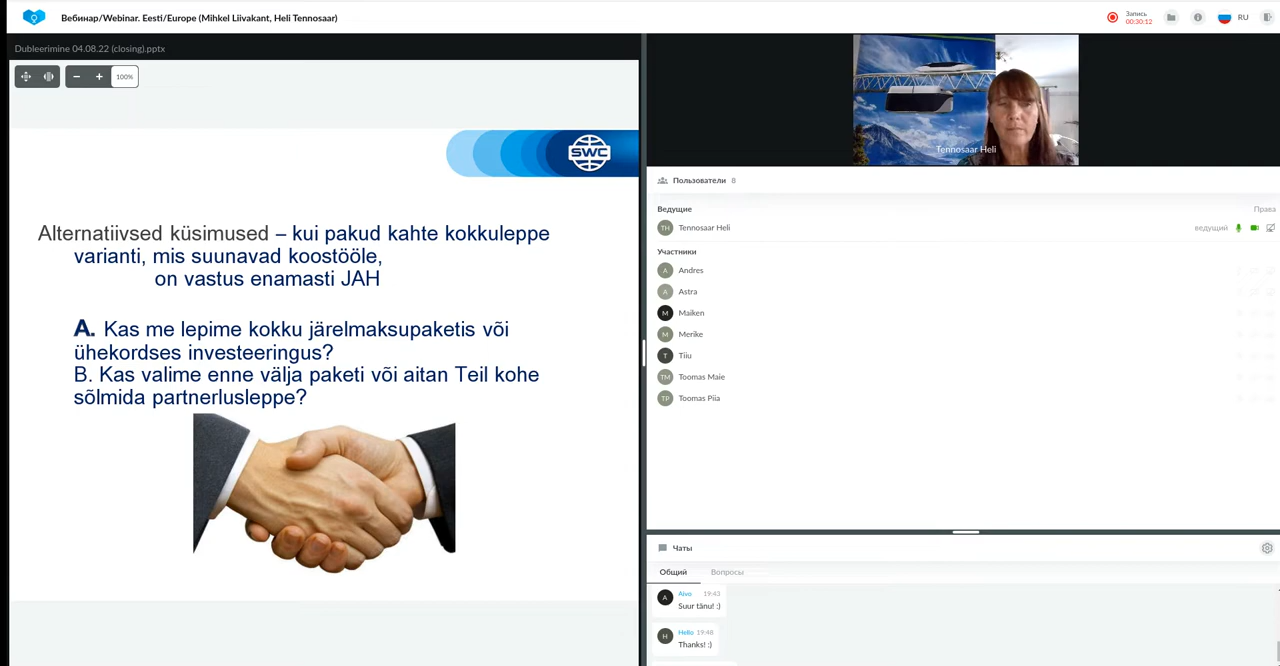 Вебинар/Webinar. Eesti/Europe (Mihkel Liivakant, Heli Tennosaar)
Запись
00:30:12
RU
Dubleerimine 04.08.22 (closing).pptx
100%
SWC
Alternatiivsed küsimused – kui pakud kahte kokkuleppe
varianti, mis suunavad koostööle,
on vastus enamasti JAH
A. Kas me lepime kokku järelmaksupaketis või
ühekordses investeeringus?
B. Kas valime enne välja paketi või aitan Teil kohe
sõlmida partnerlusleppe?
Tennosaar Heli
Пользователи 8
Ведущие Права
TH Tennosaar Heli ведущий
Участники
A Andres
A Astra
M Maiken
M Merike
T Tiiu
TM Toomas Maie
TP Toomas Piia
Чаты
Общий Вопросы
A Aivo 19:43
Suur tänu! :)
H Hello 19:48
Thanks! :)